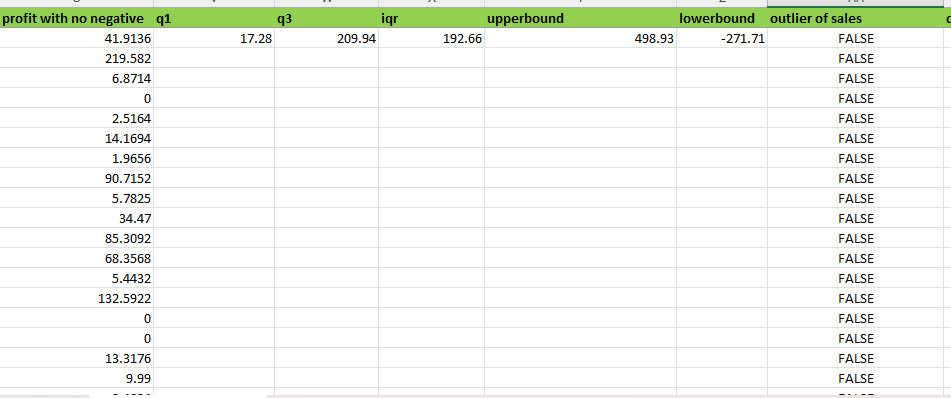 profit with no negative q1 q3 iqr upperbound lowerbound outlier of sales
41.9136 17.28 209.94 192.66 498.93 -271.71 FALSE
219.582 FALSE
6.8714 FALSE
0 FALSE
2.5164 FALSE
14.1694 FALSE
1.9656 FALSE
90.7152 FALSE
5.7825 FALSE
34.47 FALSE
85.3092 FALSE
68.3568 FALSE
5.4432 FALSE
132.5922 FALSE
0 FALSE
0 FALSE
13.3176 FALSE
9.99 FALSE